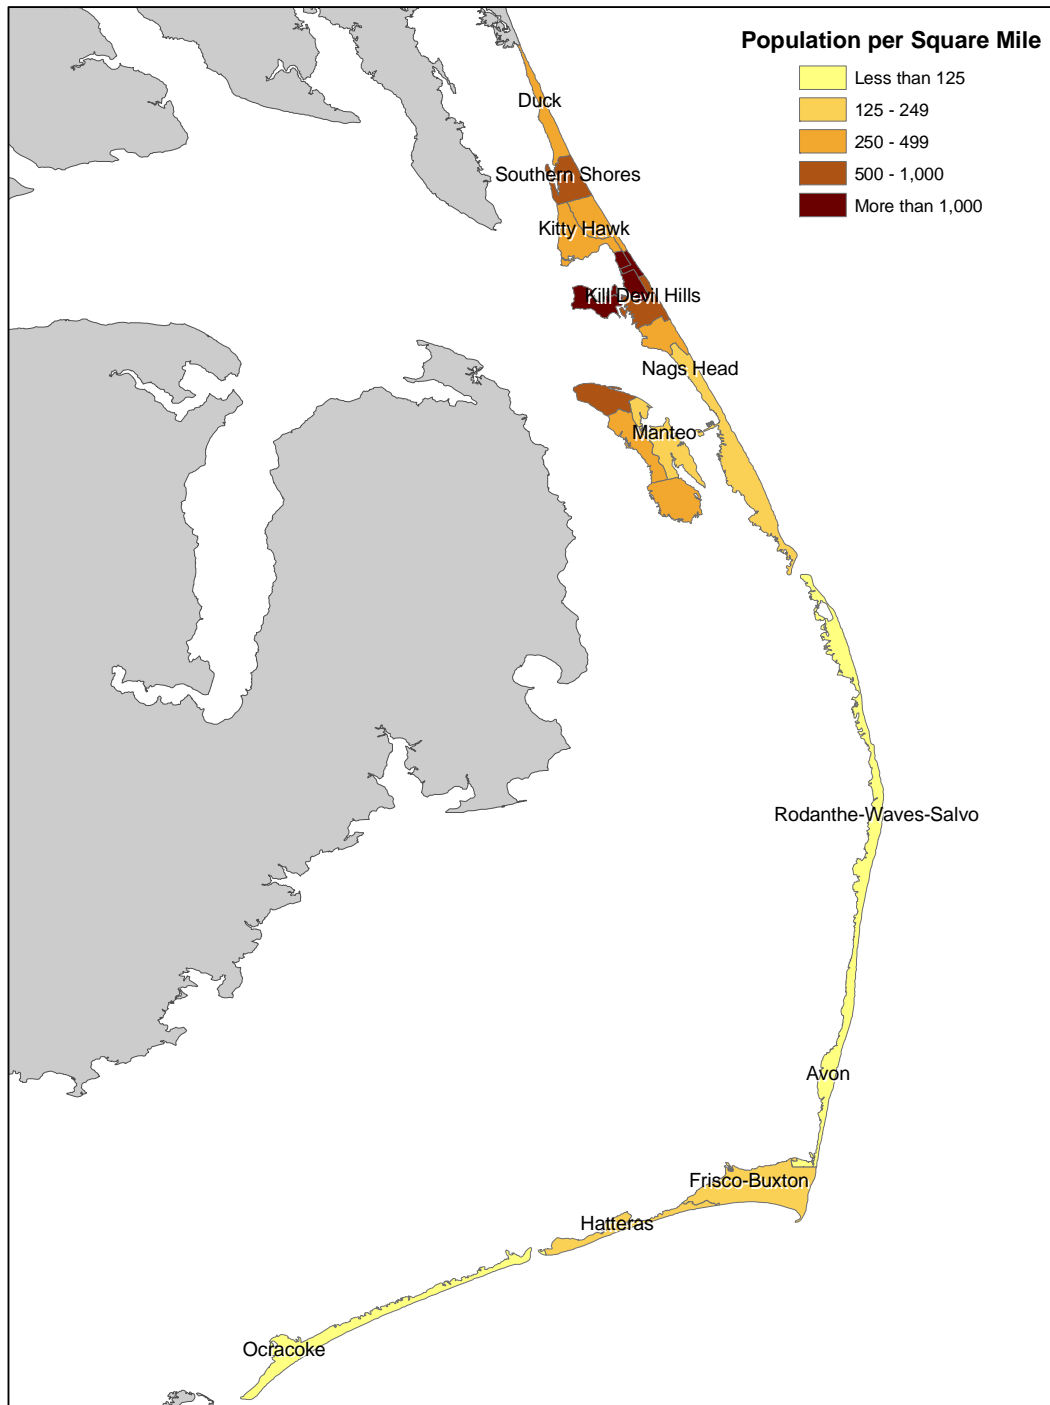 Population per Square Mile
Less than 125
125 - 249
250 - 499
500 - 1,000
More than 1,000
Duck
Southern Shores
Kitty Hawk
Kill Devil Hills
Nags Head
Manteo
Rodanthe-Waves-Salvo
Avon
Frisco-Buxton
Hatteras
Ocracoke